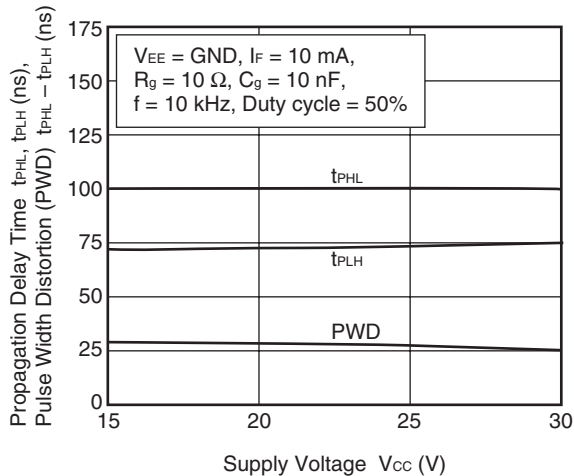 Propagation Delay Time tPHL, tPLH (ns),
Pulse Width Distortion (PWD) tPHL – tPLH (ns)
175
150
125
100
75
50
25
0
VEE = GND, IF = 10 mA,
Rg = 10 Ω, Cg = 10 nF,
f = 10 kHz, Duty cycle = 50%
tPHL
tPLH
PWD
15 20 25 30
Supply Voltage VCC (V)